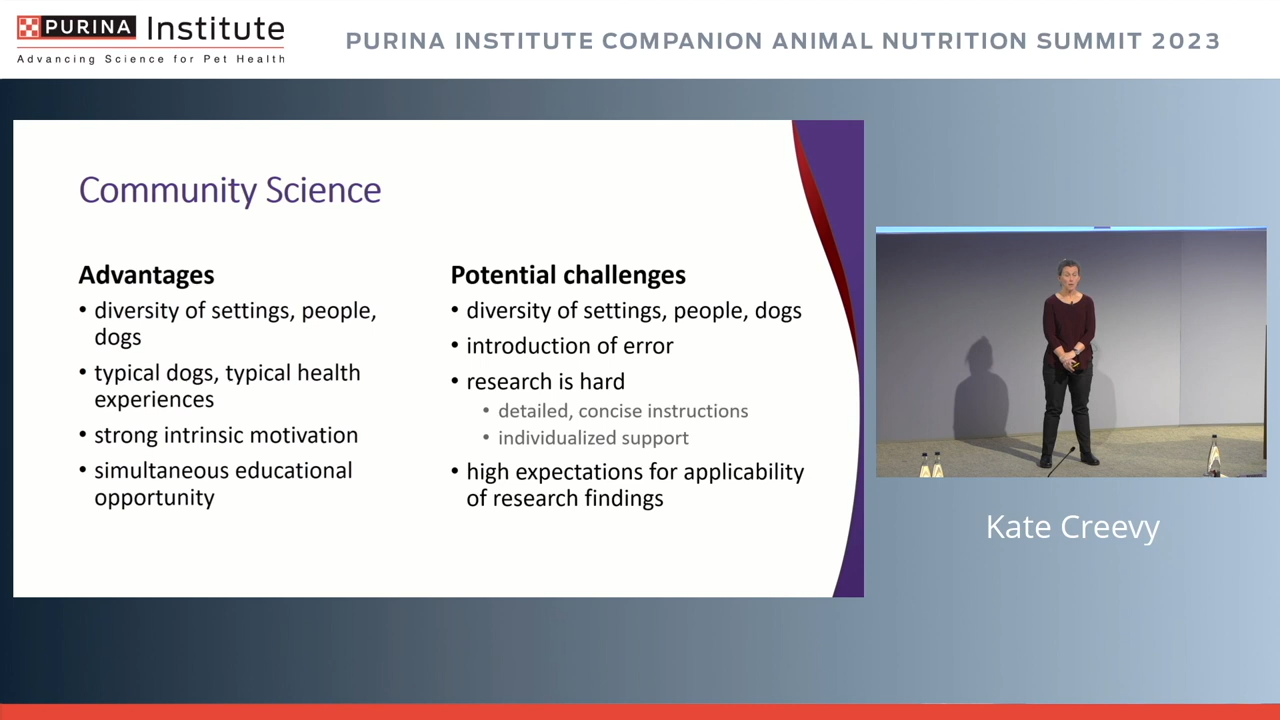 PURINA Institute
Advancing Science for Pet Health
PURINA INSTITUTE COMPANION ANIMAL NUTRITION SUMMIT 2023
Community Science
Advantages
• diversity of settings, people,
dogs
• typical dogs, typical health
experiences
• strong intrinsic motivation
• simultaneous educational
opportunity
Potential challenges
• diversity of settings, people, dogs
• introduction of error
• research is hard
• detailed, concise instructions
• individualized support
• high expectations for applicability
of research findings
Kate Creevy